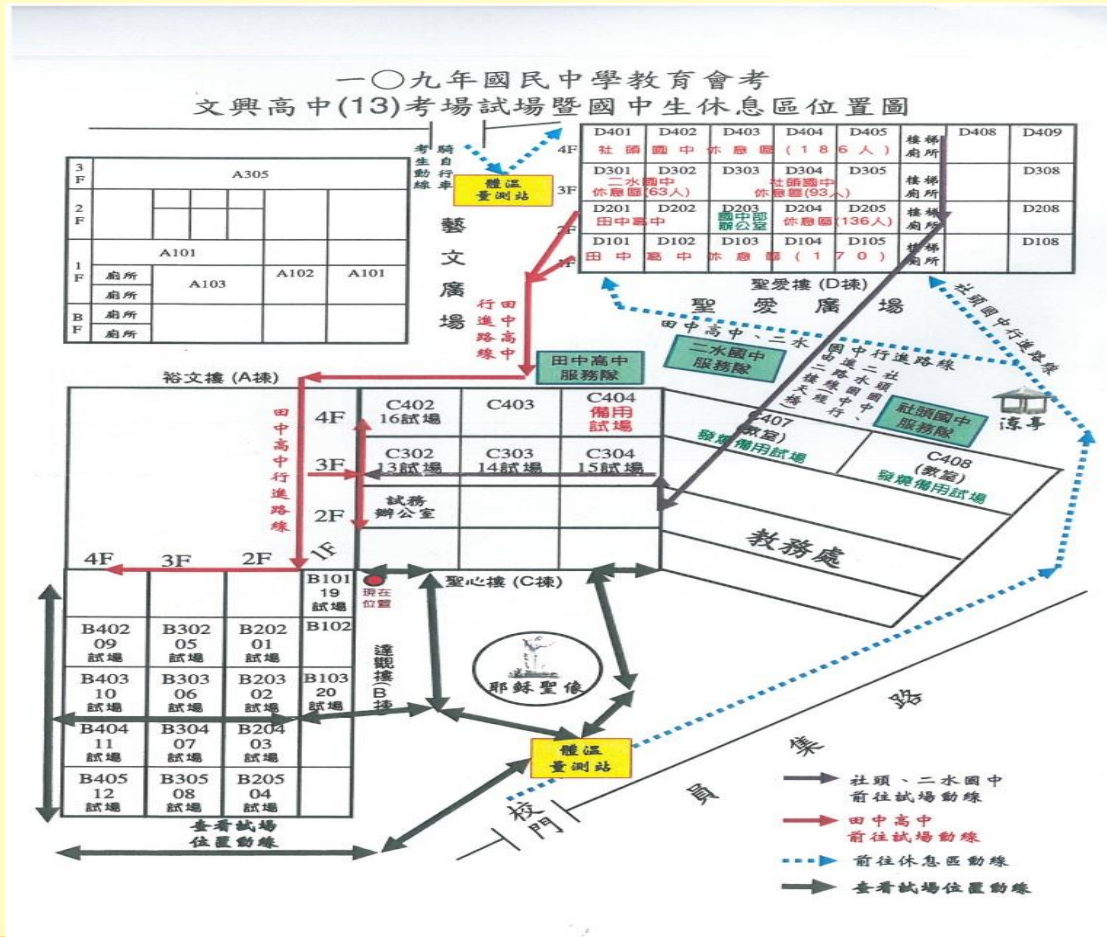 一〇九年國民中學教育會考
文興高中(13)考場試場暨國中生休息區位置圖
騎自行車
考生動線
體溫
量測站
4F
D401 D402 D403 D404 D405 樓梯 廁所 D408 D409
社頭國中休息區(186人)
3F
D301 D302 D303 D304 D305 樓梯 廁所 D308
二水國中 休息區(63人)
社頭國中 休息區(93人)
2F
D201 D202 D203 D204 D205 樓梯 廁所 D208
田中高中 國中部 辦公室 休息區(136人)
1F
D101 D102 D103 D104 D105 樓梯 廁所 D108
田中高中休息區(170)
聖愛樓 (D棟)
聖愛廣場
3F
A305
2F
1F
A101
廁所
廁所
A103
A102
A101
BF
廁所
廁所
裕文樓 (A棟)
藝文廣場
田中高中
行進路線
田中高中
服務隊
田中高中、二水
國中行進路線
二水國中
服務隊
社頭國中行進路線
社頭國中
服務隊
涼亭
田中高中行進路線
4F
C402
16試場
C403
C404
備用
試場
3F
C302
13試場
C303
14試場
C304
15試場
2F
試務
辦公室
1F
聖心樓 (C棟)
C407
(教室)
發燒備用試場
C408
(教室)
發燒備用試場
教務處
4F 3F 2F
B101
19
試場
現在
位置
B402
09
試場
B302
05
試場
B202
01
試場
B102
B403
10
試場
B303
06
試場
B203
02
試場
B103
20
試場
達觀樓(B棟)
B404
11
試場
B304
07
試場
B204
03
試場
B405
12
試場
B305
08
試場
B205
04
試場
查看試場
位置動線
耶穌聖像
體溫
量測站
校門
員集路
社頭、二水國中
前往試場動線
田中高中
前往試場動線
前往休息區動線
查看試場位置動線